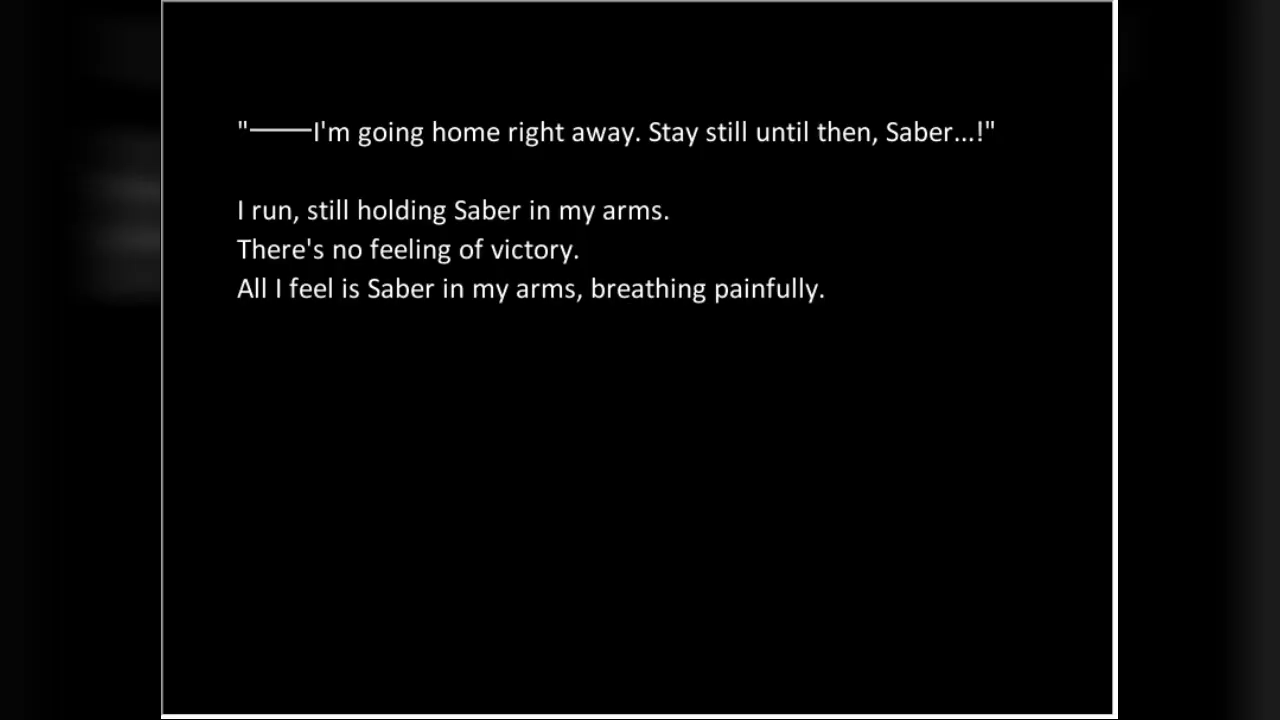 "――I'm going home right away. Stay still until then, Saber...!"
I run, still holding Saber in my arms.
There's no feeling of victory.
All I feel is Saber in my arms, breathing painfully.